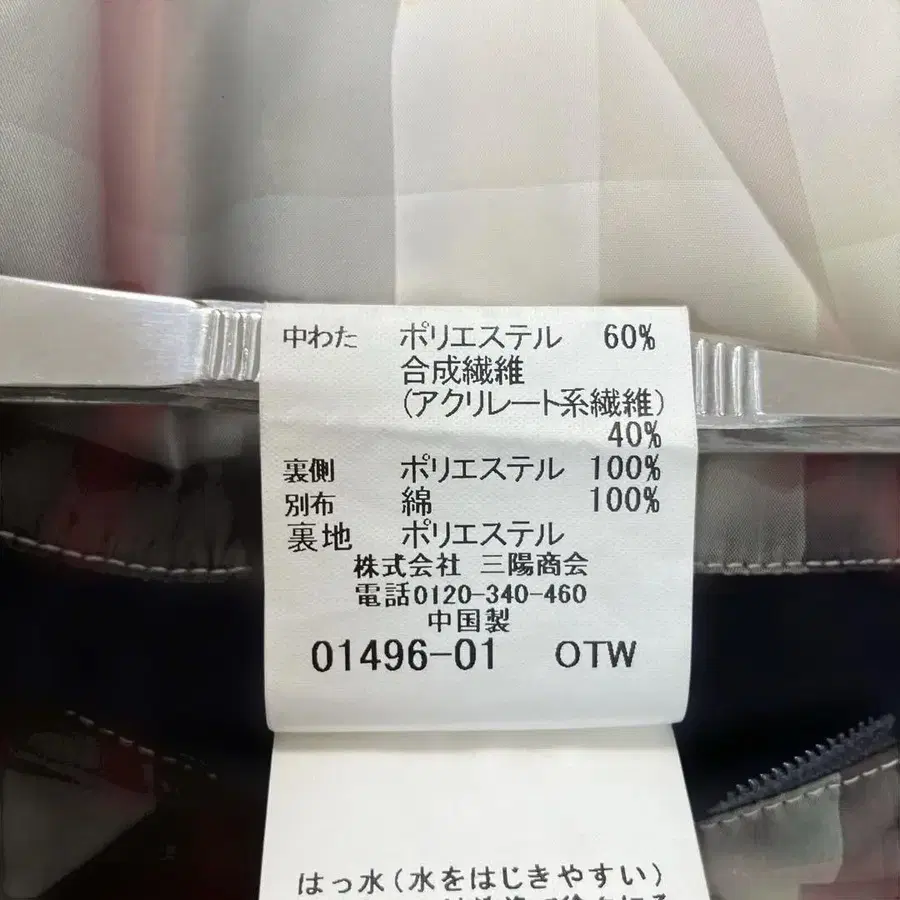 中わた ポリエステル 60%
合成繊維
(アクリレート系繊維)
40%
裏側 ポリエステル 100%
別布 綿 100%
裏地 ポリエステル
株式会社 三陽商会
電話0120-340-460
中国製
01496-01 OTW
はっ水(水をはじきやすい)